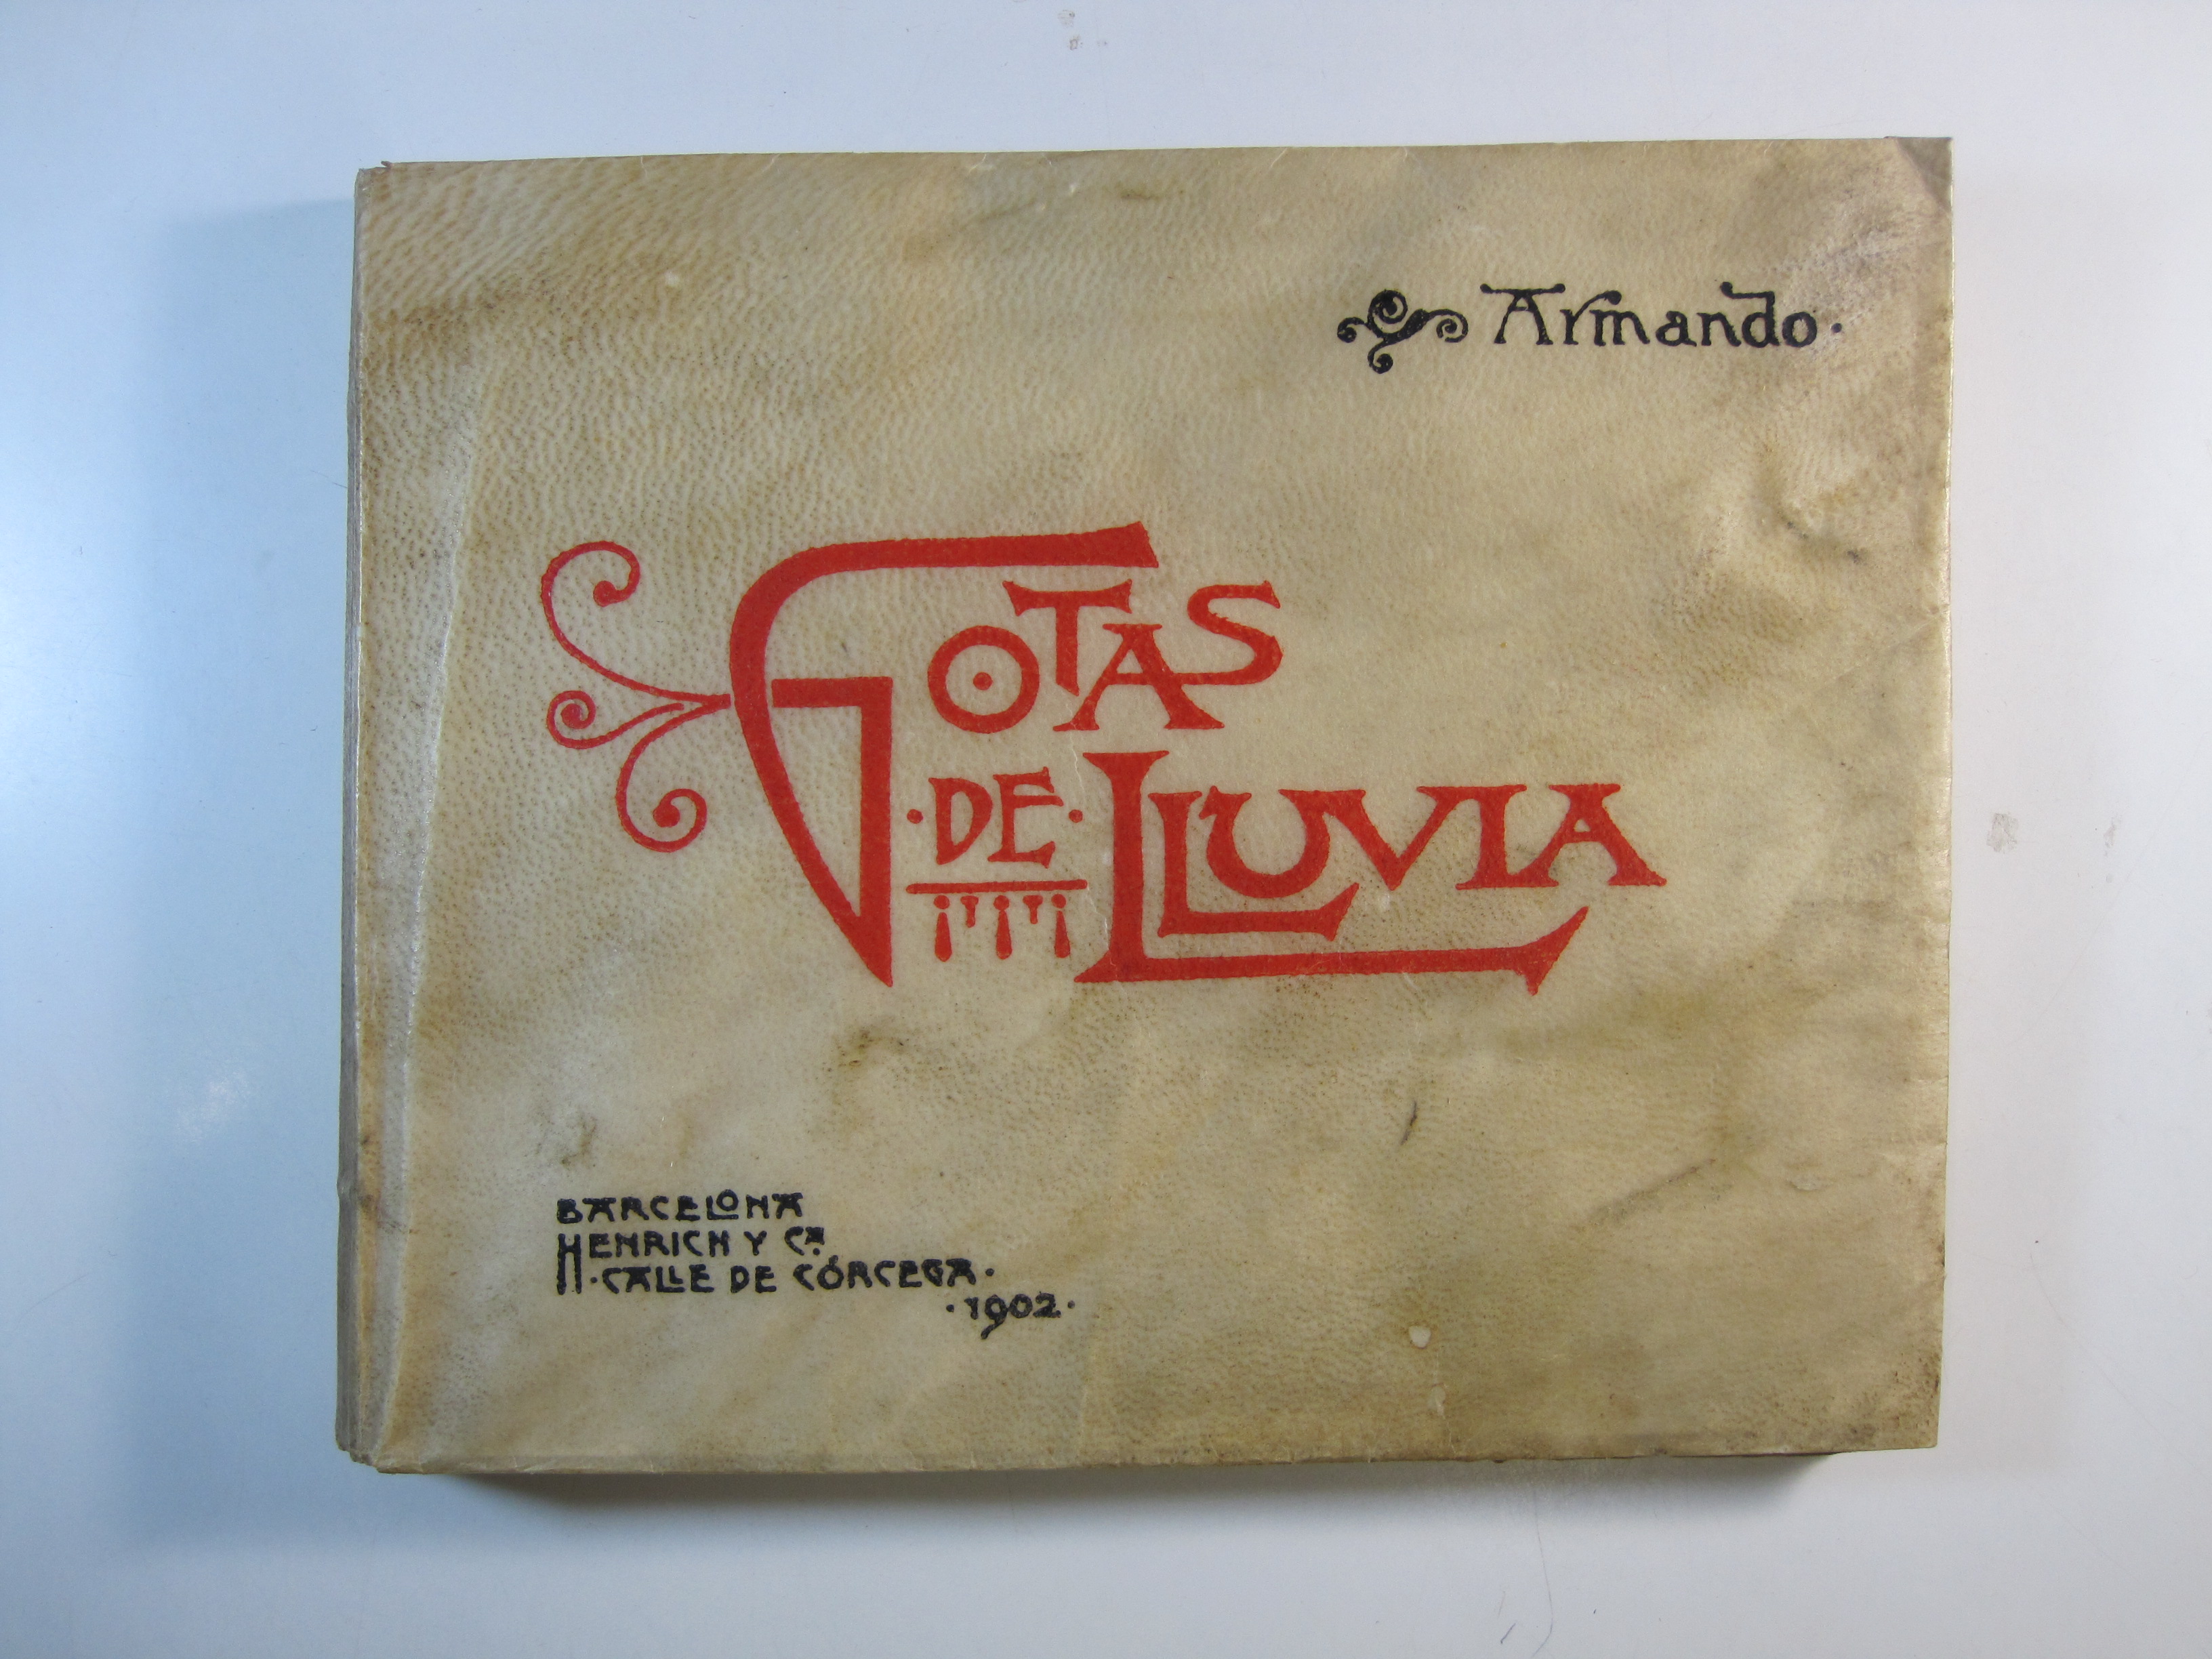 Armando·
GOTAS
·DE·LLUVIA
BARCELONA
HENRICH Y Cª
·CALLE DE CÓRCEGA·
·1902·